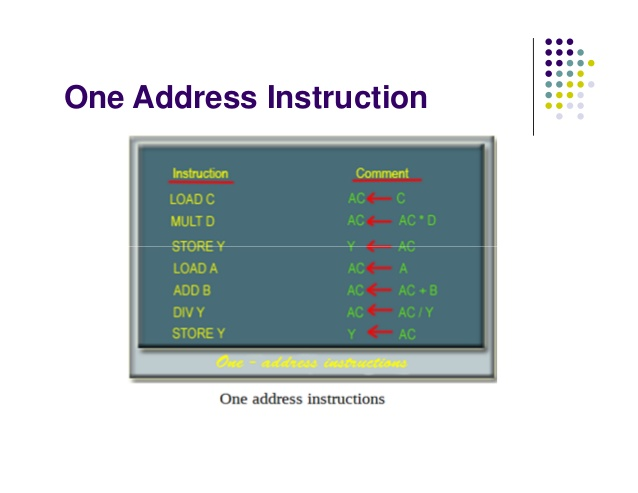 One Address Instruction
Instruction Comment
LOAD C AC ← C
MULT D AC ← AC * D
STORE Y Y ← AC
LOAD A AC ← A
ADD B AC ← AC + B
DIV Y AC ← AC / Y
STORE Y Y ← AC
One - address instructions
One address instructions